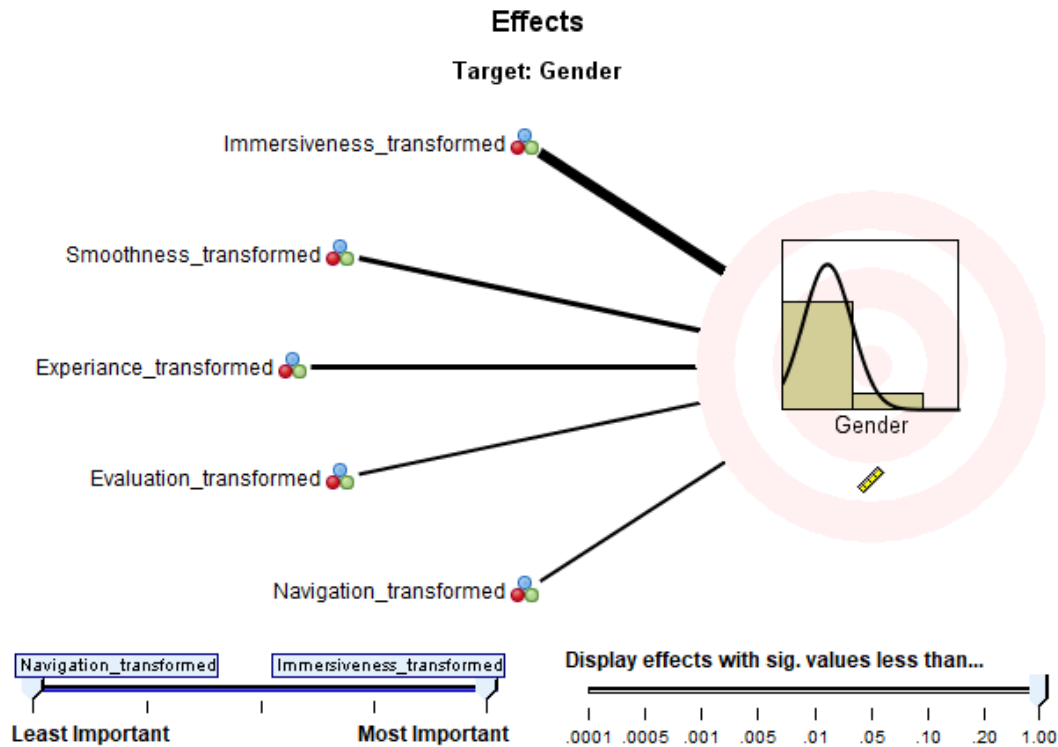 Effects
Target: Gender
Immersiveness_transformed
Smoothness_transformed
Experiance_transformed
Evaluation_transformed
Navigation_transformed
Gender
Navigation_transformed Immersiveness_transformed
Least Important Most Important
Display effects with sig. values less than...
.0001 .0005 .001 .005 .01 .05 .10 .20 1.00